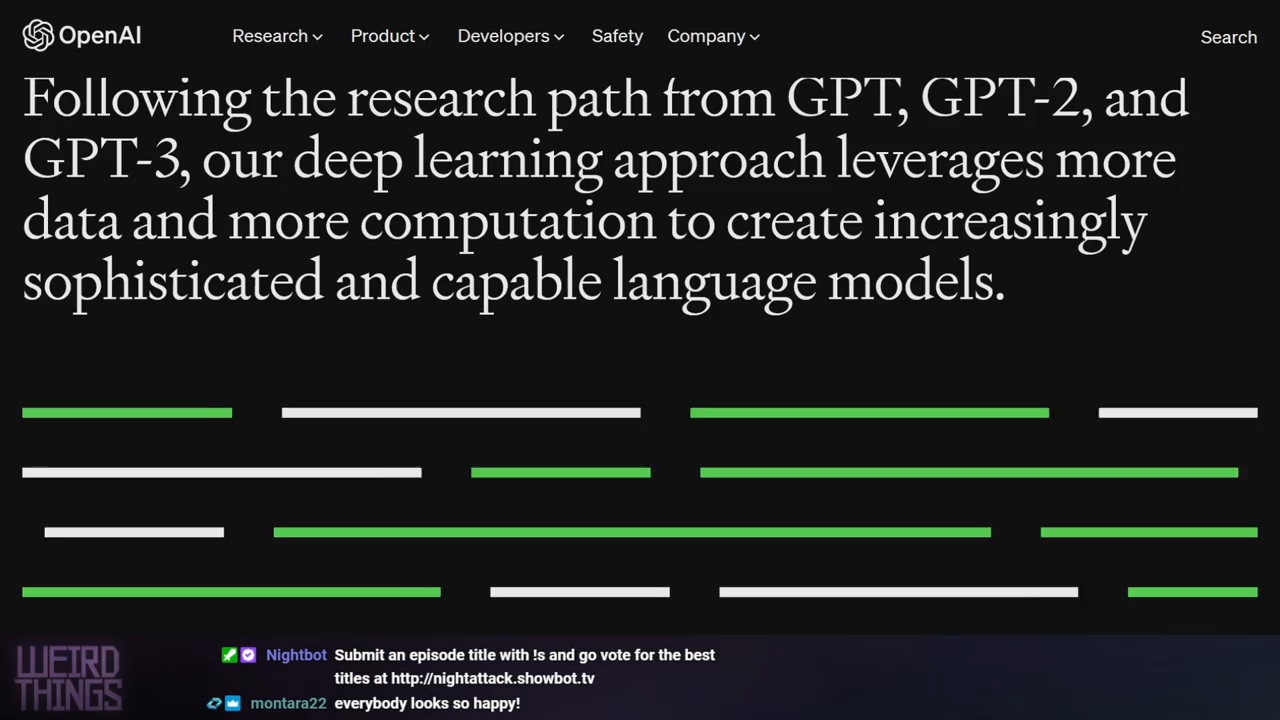 OpenAI
Research Product Developers Safety Company Search
Following the research path from GPT, GPT-2, and
GPT-3, our deep learning approach leverages more
data and more computation to create increasingly
sophisticated and capable language models.
WEIRD
THINGS
Nightbot Submit an episode title with !s and go vote for the best
titles at http://nightattack.showbot.tv
montara22 everybody looks so happy!